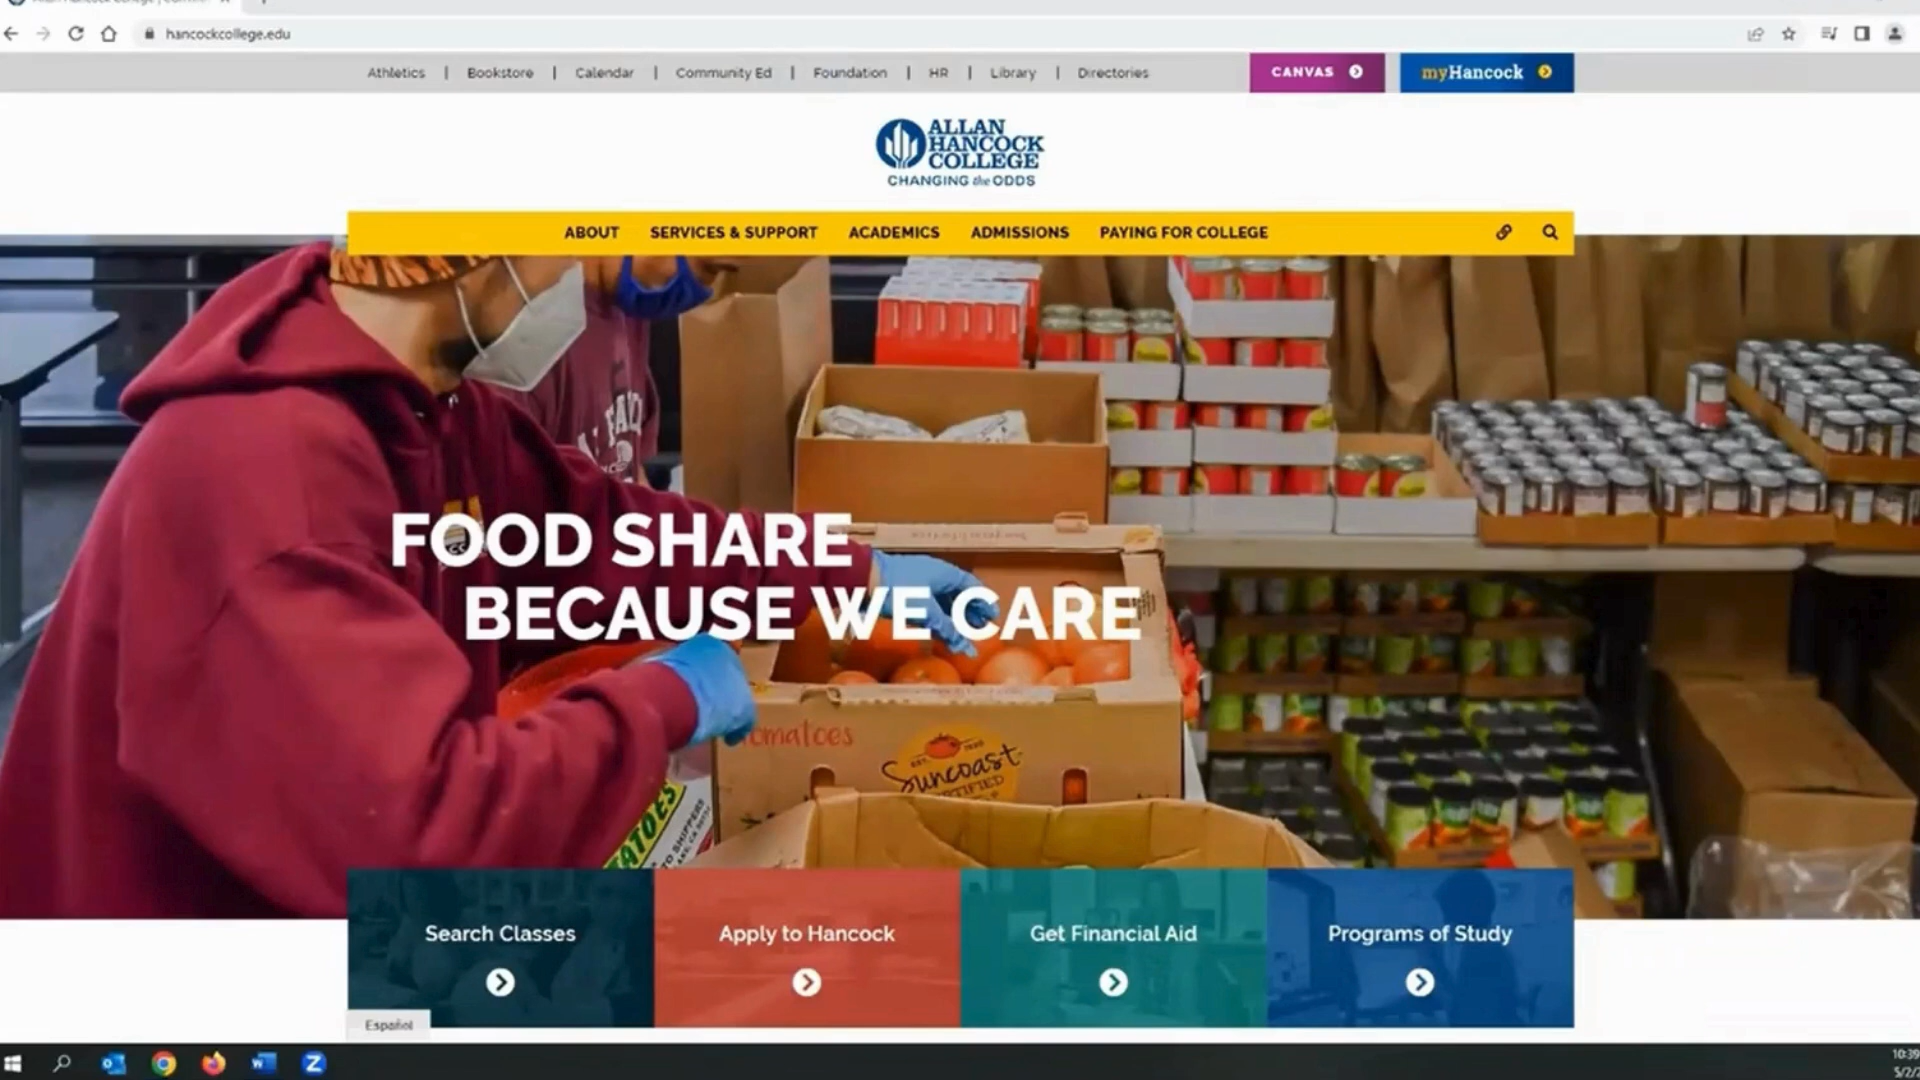 hancockcollege.edu
Athletics | Bookstore | Calendar | Community Ed | Foundation | HR | Library | Directories
CANVAS
myHancock
ALLAN
HANCOCK
COLLEGE
CHANGING the ODDS
ABOUT SERVICES & SUPPORT ACADEMICS ADMISSIONS PAYING FOR COLLEGE
FOOD SHARE
BECAUSE WE CARE
Tomatoes
Suncoast
Search Classes
Apply to Hancock
Get Financial Aid
Programs of Study
Español
10:39